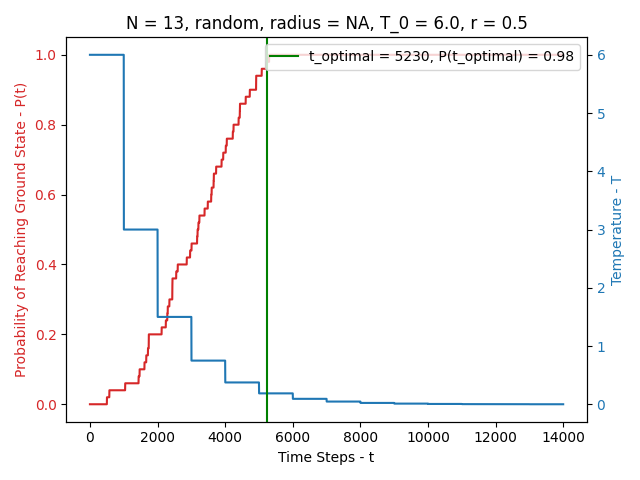 N = 13, random, radius = NA, T_0 = 6.0, r = 0.5
t_optimal = 5230, P(t_optimal) = 0.98
Probability of Reaching Ground State - P(t)
1.0
0.8
0.6
0.4
0.2
0.0
6
5
4
3
2
1
0
Temperature - T
0 2000 4000 6000 8000 10000 12000 14000
Time Steps - t